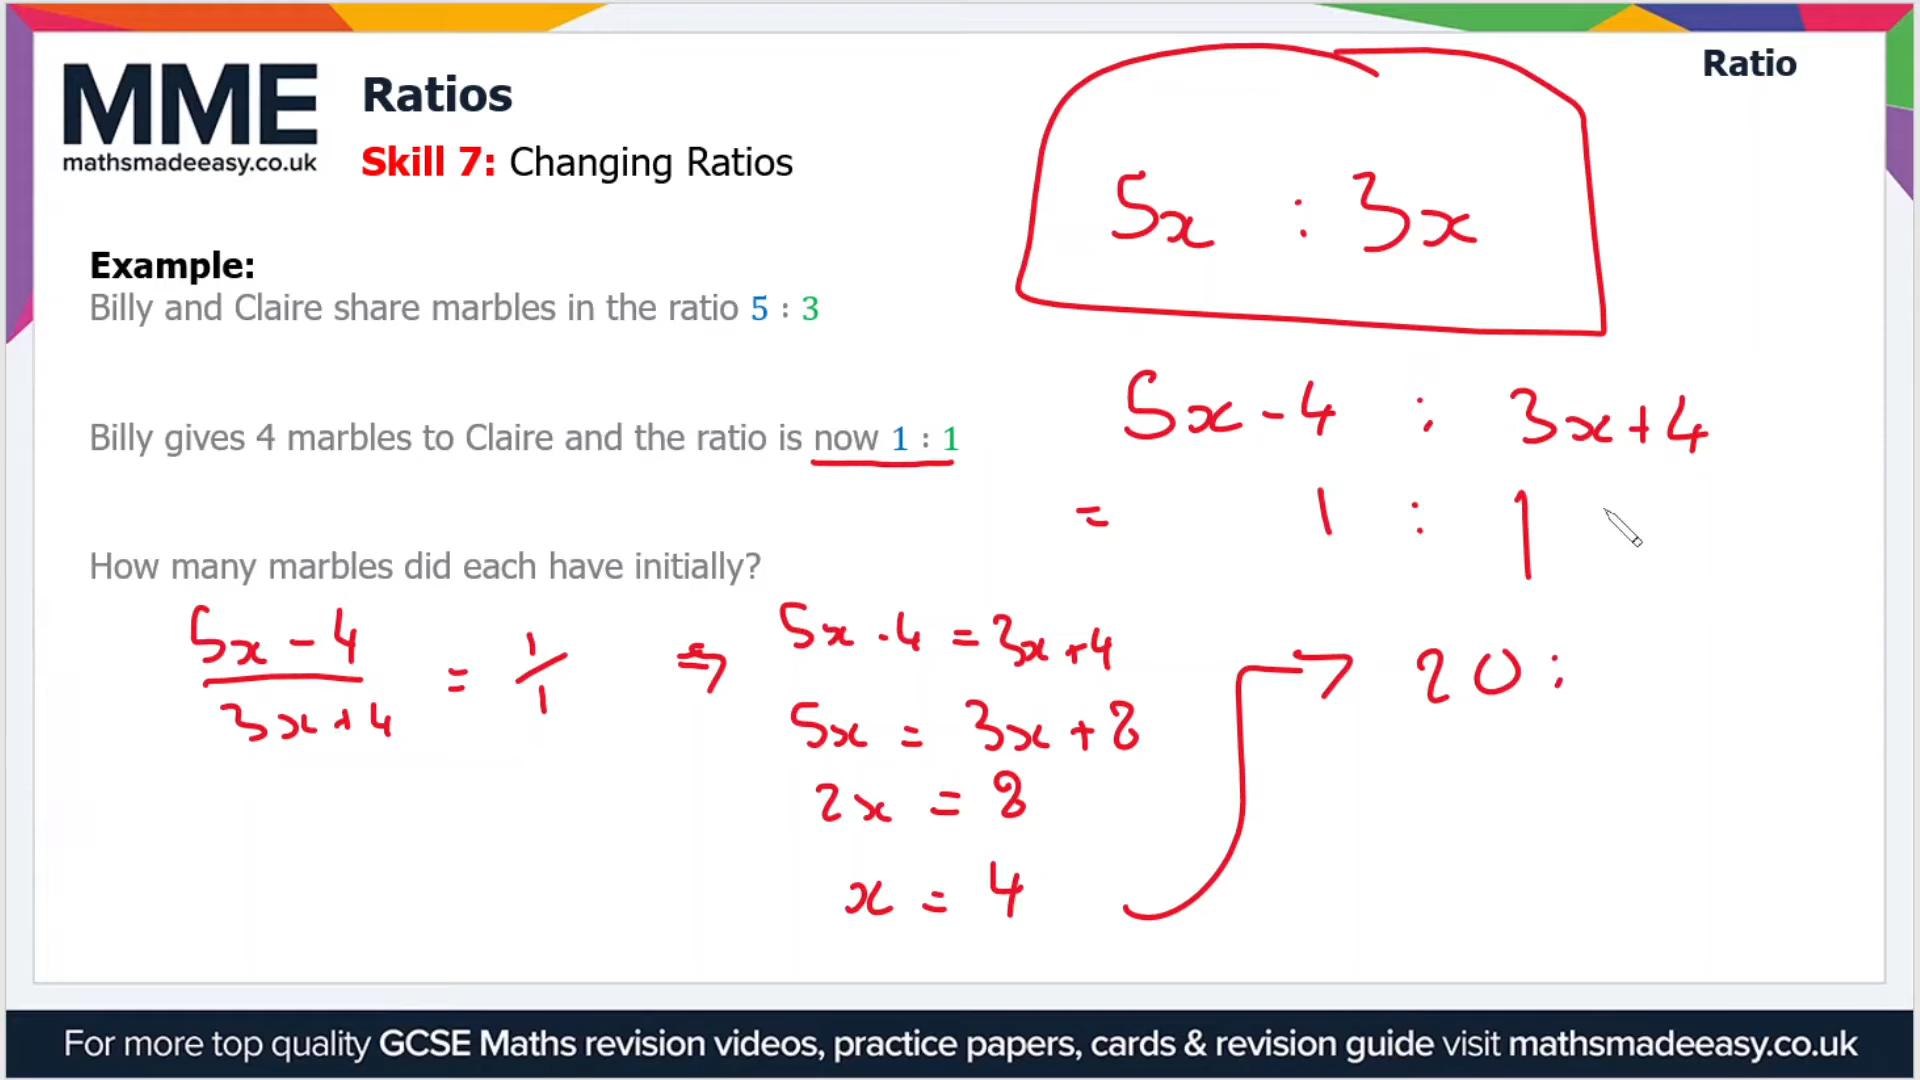 MME
mathsmadeeasy.co.uk
Ratios
Skill 7: Changing Ratios
Ratio
5x : 3x
Example:
Billy and Claire share marbles in the ratio 5 : 3
5x - 4 : 3x + 4
Billy gives 4 marbles to Claire and the ratio is now 1 : 1
= 1 : 1
How many marbles did each have initially?
5x - 4 / 3x + 4 = 1/1 ⇒ 5x - 4 = 3x + 4
5x = 3x + 8
2x = 8
x = 4
→ 20 :
For more top quality GCSE Maths revision videos, practice papers, cards & revision guide visit mathsmadeeasy.co.uk